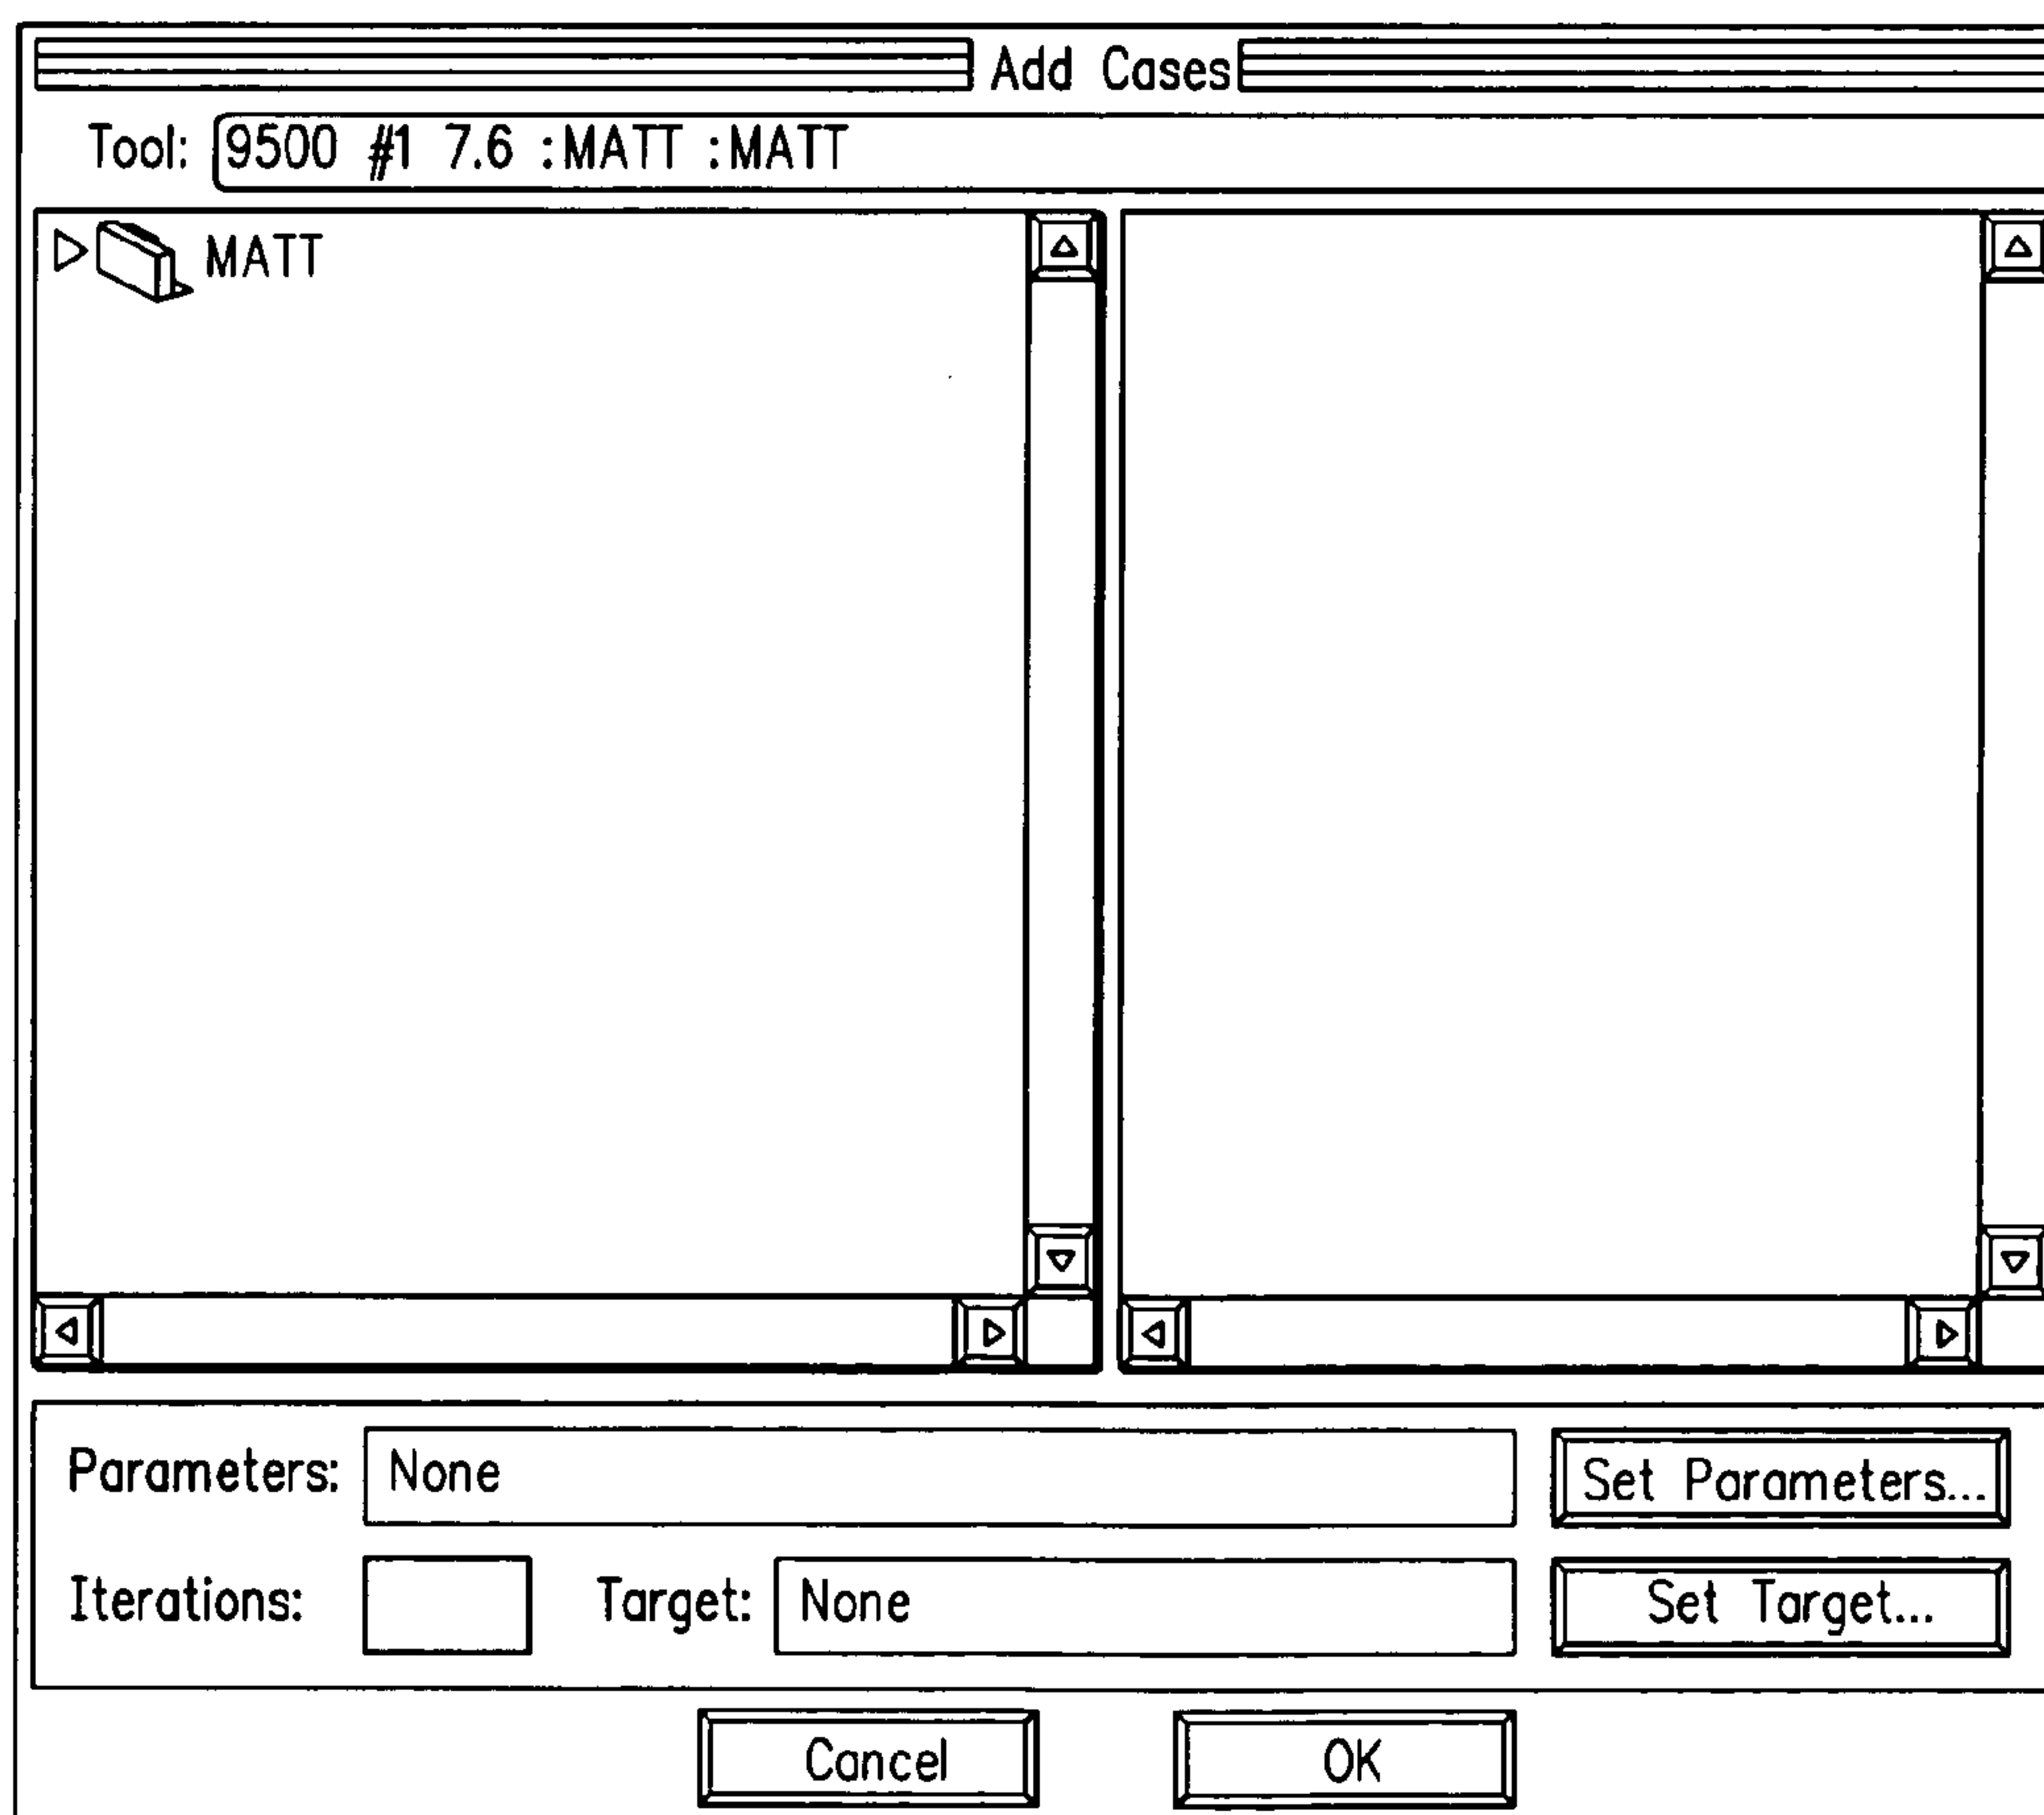 Add Cases
Tool: 9500 #1 7.6 :MATT :MATT
MATT
Parameters: None Set Parameters...
Iterations: Target: None Set Target...
Cancel OK